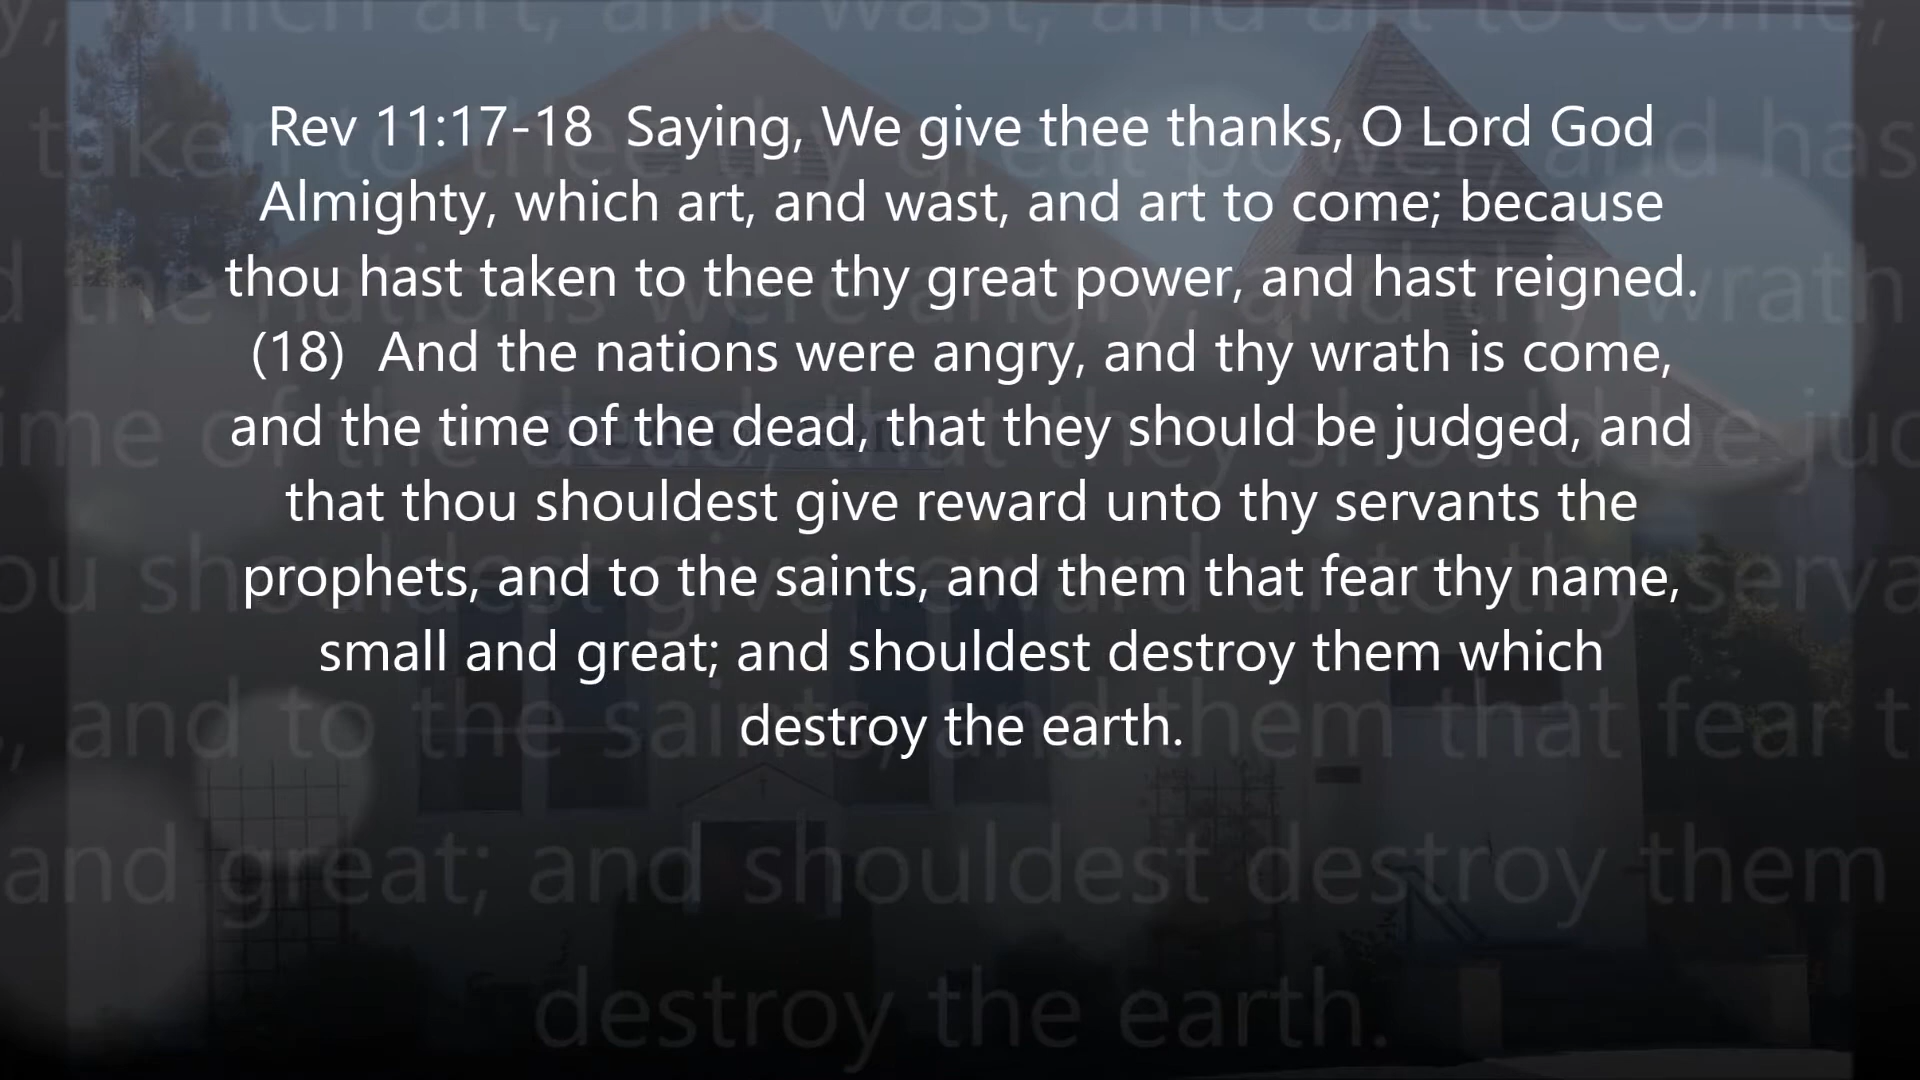 Rev 11:17-18  Saying, We give thee thanks, O Lord God
Almighty, which art, and wast, and art to come; because
thou hast taken to thee thy great power, and hast reigned.
(18)  And the nations were angry, and thy wrath is come,
and the time of the dead, that they should be judged, and
that thou shouldest give reward unto thy servants the
prophets, and to the saints, and them that fear thy name,
small and great; and shouldest destroy them which
destroy the earth.